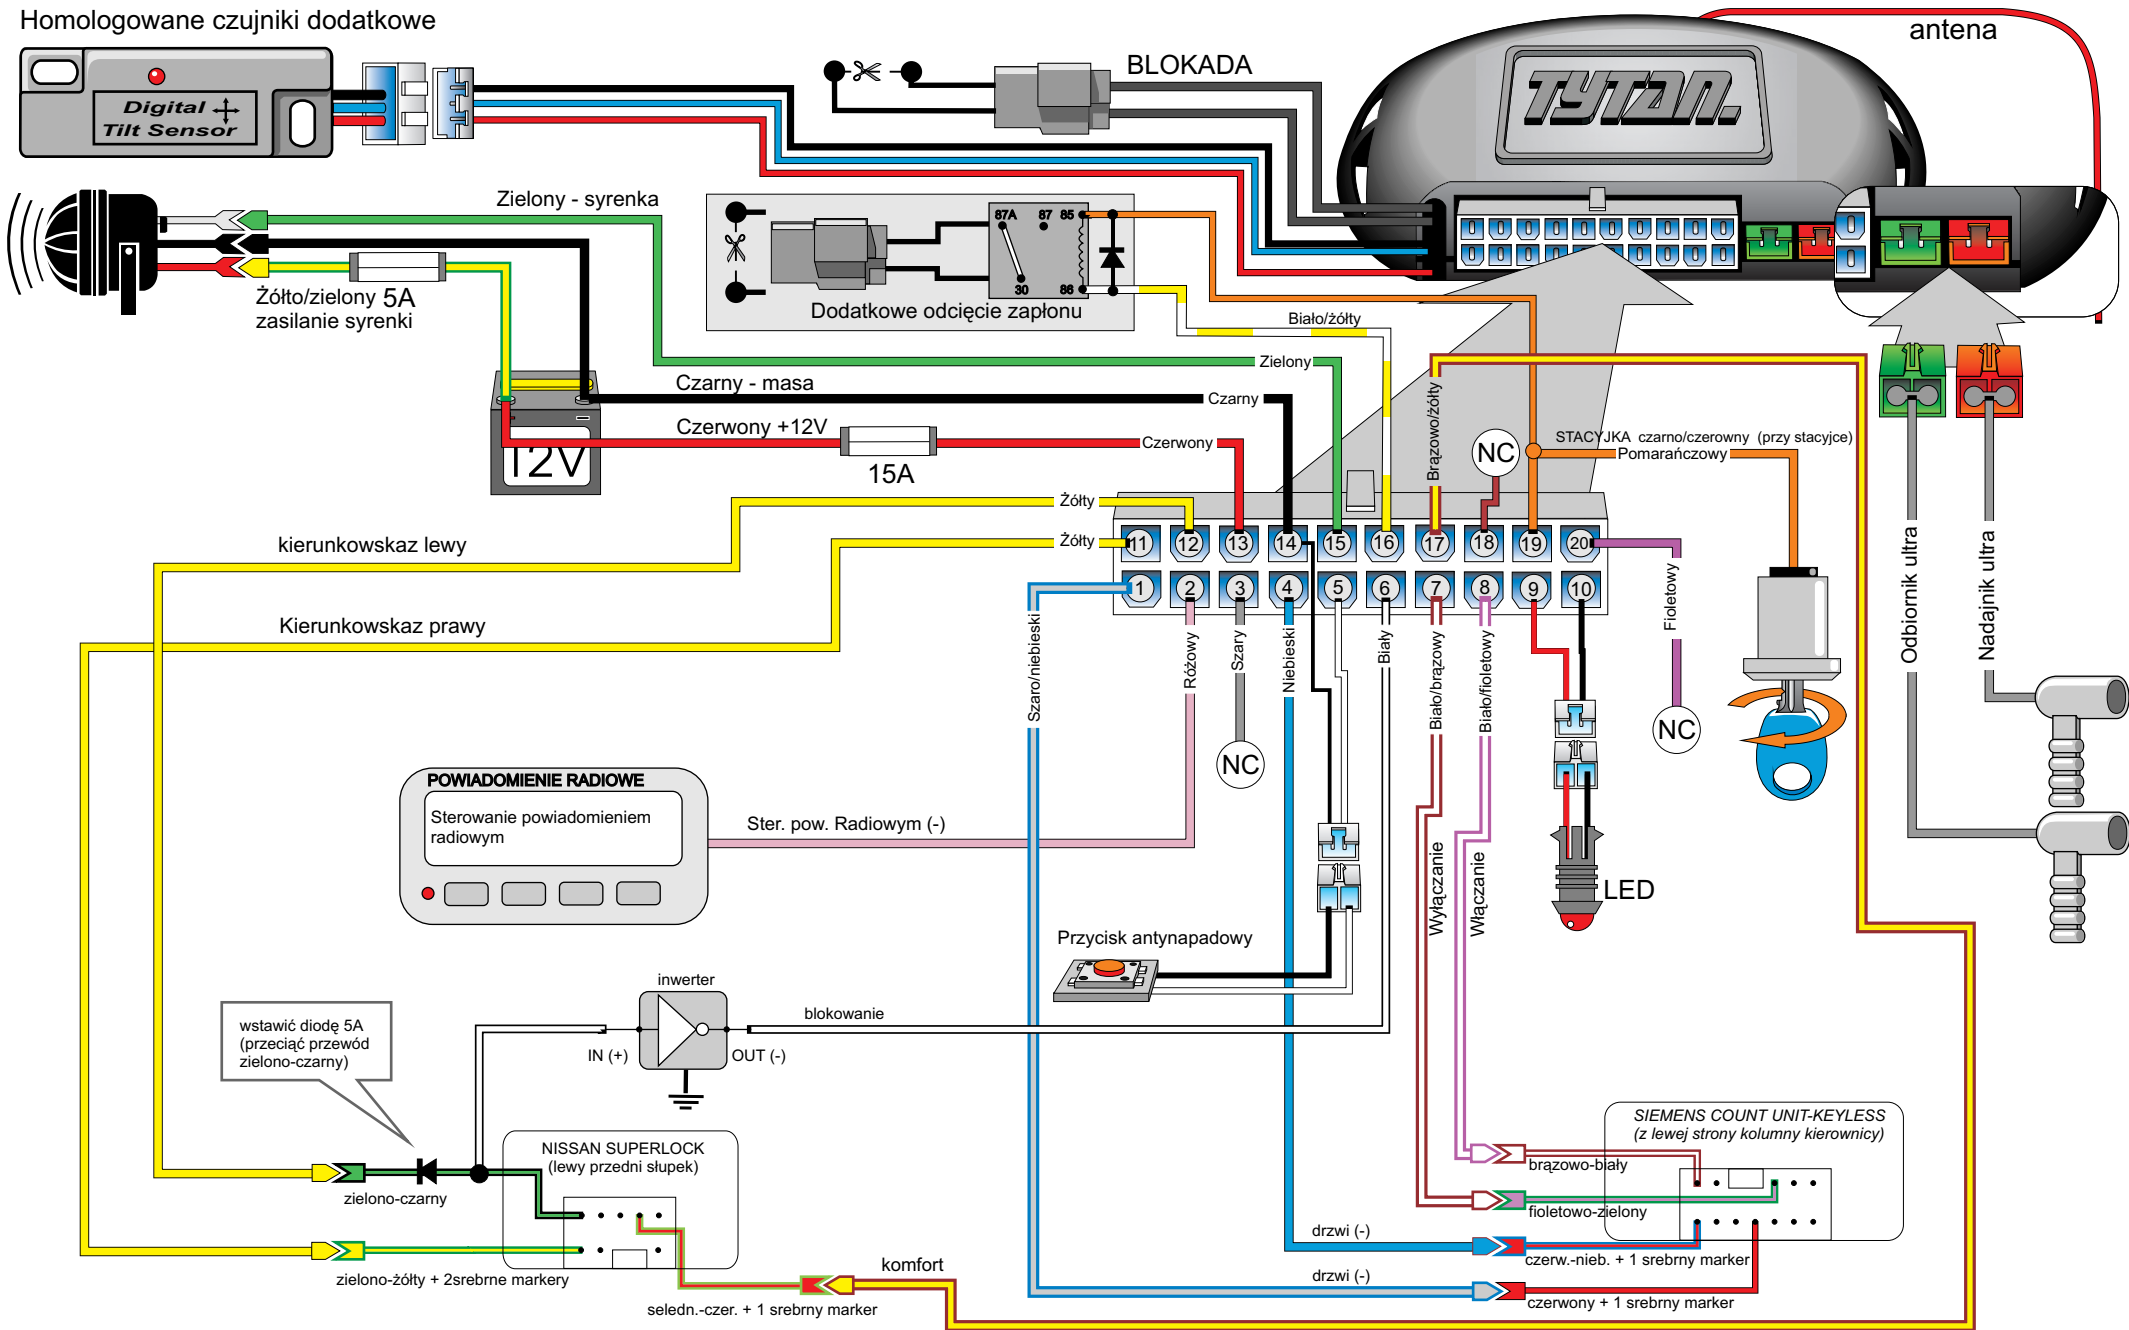 Homologowane czujniki dodatkowe
Digital
Tilt Sensor
BLOKADA
TYTAN.
antena
Zielony - syrenka
Żółto/zielony 5A
zasilanie syrenki
87A 87 85
30 86
Dodatkowe odcięcie zapłonu
Biało/żółty
Zielony
Czarny - masa
Czarny
Czerwony +12V
Czerwony
15A
12V
Brązowo/żółty
NC
STACYJKA czarno/czerowny (przy stacyjce)
Pomarańczowy
Żółty
Żółty
kierunkowskaz lewy
Kierunkowskaz prawy
11 12 13 14 15 16 17 18 19 20
1 2 3 4 5 6 7 8 9 10
Szaro/niebieski
Różowy
Szary
Niebieski
Biały
Biało/brązowy
Biało/fioletowy
Fioletowy
Odbiornik ultra
Nadajnik ultra
NC
NC
POWIADOMIENIE RADIOWE
Sterowanie powiadomieniem
radiowym
Ster. pow. Radiowym (-)
Wyłączanie
Włączanie
LED
Przycisk antynapadowy
inwerter
IN (+)
OUT (-)
blokowanie
wstawić diodę 5A
(przeciąć przewód
zielono-czarny)
NISSAN SUPERLOCK
(lewy przedni słupek)
zielono-czarny
zielono-żółty + 2srebrne markery
seledn.-czer. + 1 srebrny marker
komfort
SIEMENS COUNT UNIT-KEYLESS
(z lewej strony kolumny kierownicy)
brązowo-biały
fioletowo-zielony
drzwi (-)
czerw.-nieb. + 1 srebrny marker
drzwi (-)
czerwony + 1 srebrny marker